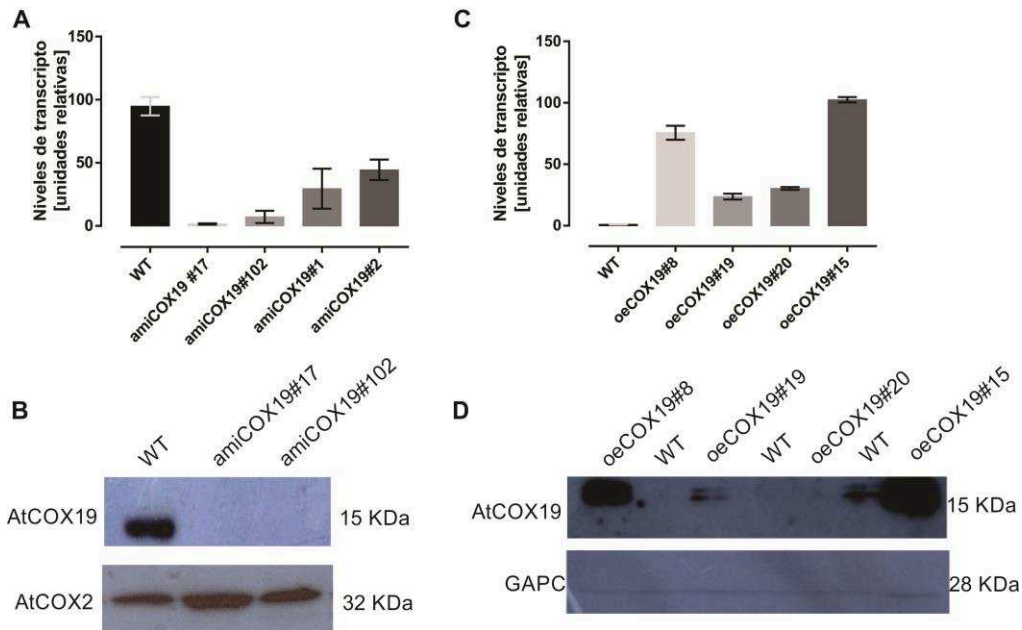 A
Niveles de transcripto
[unidades relativas]
150
100
50
0
WT
amiCOX19 #17
amiCOX19#102
amiCOX19#1
amiCOX19#2
C
Niveles de transcripto
[unidades relativas]
150
100
50
0
WT
oeCOX19#8
oeCOX19#19
oeCOX19#20
oeCOX19#15
B
WT
amiCOX19#17
amiCOX19#102
AtCOX19
15 KDa
AtCOX2
32 KDa
D
oeCOX19#8
WT
oeCOX19#19
WT
oeCOX19#20
WT
oeCOX19#15
AtCOX19
15 KDa
GAPC
28 KDa